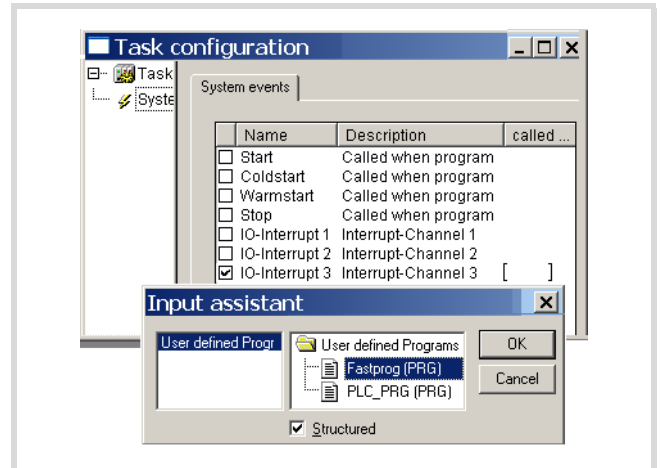 Task configuration
Task
Syste
System events
Name Description called ...
Start Called when program
Coldstart Called when program
Warmstart Called when program
Stop Called when program
IO-Interrupt 1 Interrupt-Channel 1
IO-Interrupt 2 Interrupt-Channel 2
IO-Interrupt 3 Interrupt-Channel 3 [ ]
Input assistant
User defined Progr
User defined Programs
Fastprog (PRG)
PLC_PRG (PRG)
OK
Cancel
Structured